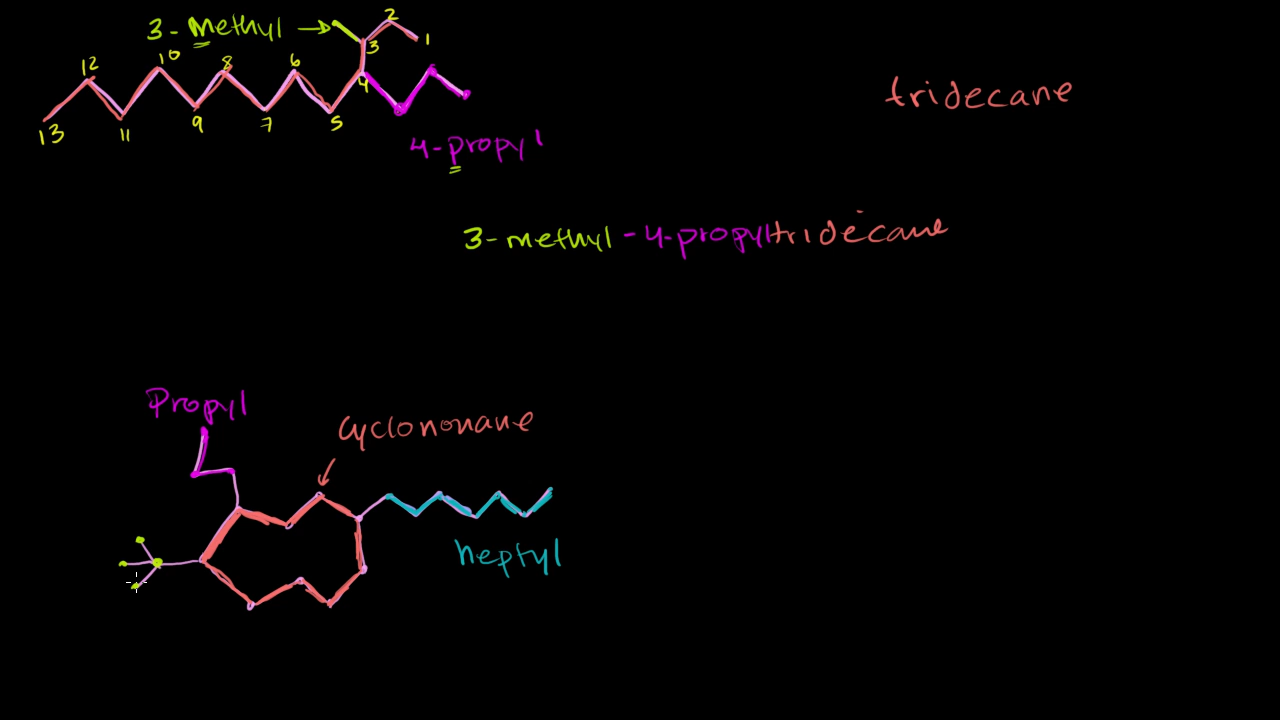 3-methyl
2
1
3
12
10
8
6
4
tridecane
13
11
9
7
5
4-propyl
3-methyl-4-propyltridecane
Propyl
cyclononane
heptyl